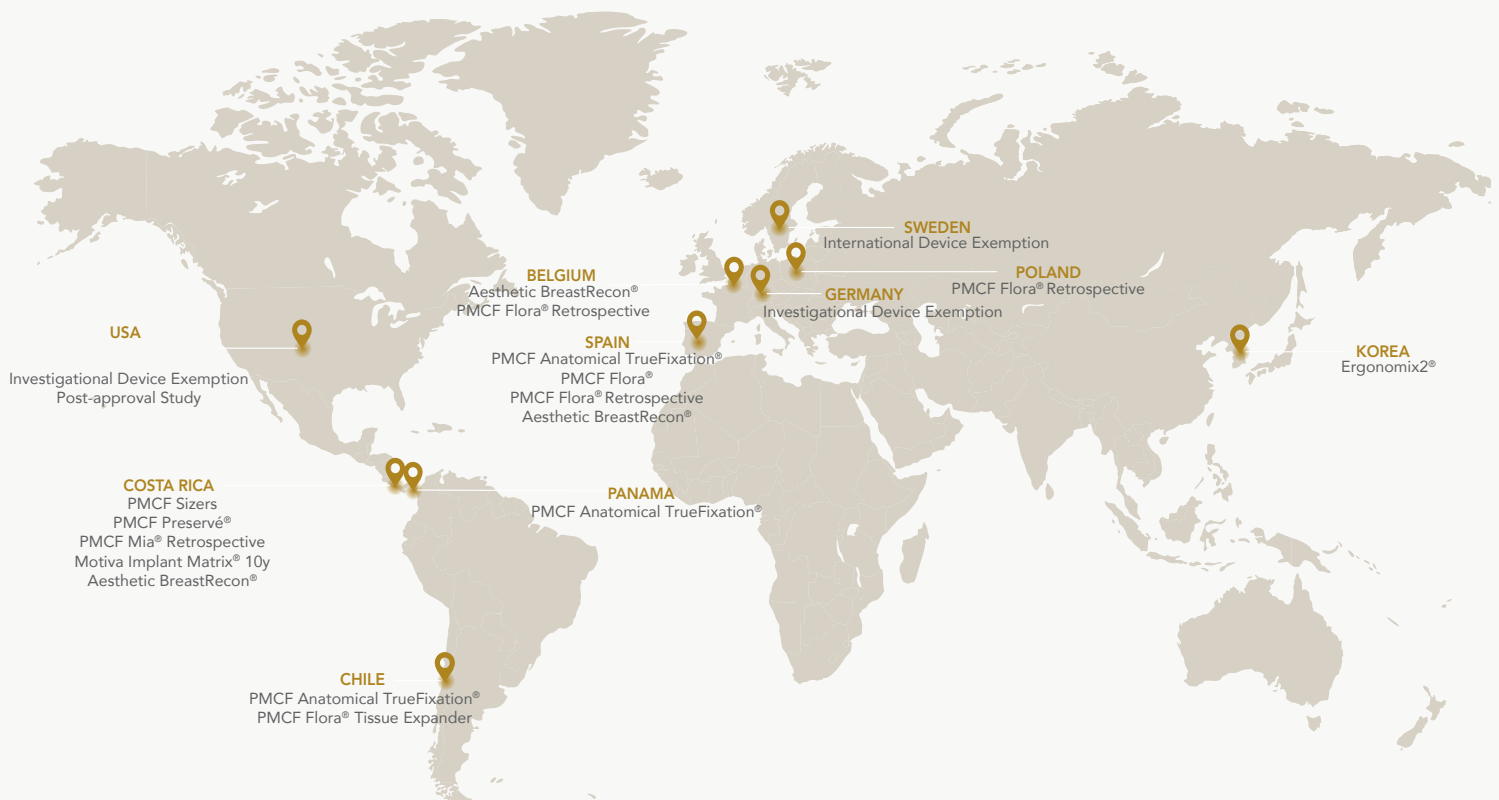 SWEDEN
International Device Exemption
BELGIUM
Aesthetic BreastRecon®
PMCF Flora® Retrospective
POLAND
PMCF Flora® Retrospective
GERMANY
Investigational Device Exemption
USA
Investigational Device Exemption
Post-approval Study
SPAIN
PMCF Anatomical TrueFixation®
PMCF Flora®
PMCF Flora® Retrospective
Aesthetic BreastRecon®
KOREA
Ergonomix2®
COSTA RICA
PMCF Sizers
PMCF Preservé®
PMCF Mia® Retrospective
Motiva Implant Matrix® 10y
Aesthetic BreastRecon®
PANAMA
PMCF Anatomical TrueFixation®
CHILE
PMCF Anatomical TrueFixation®
PMCF Flora® Tissue Expander